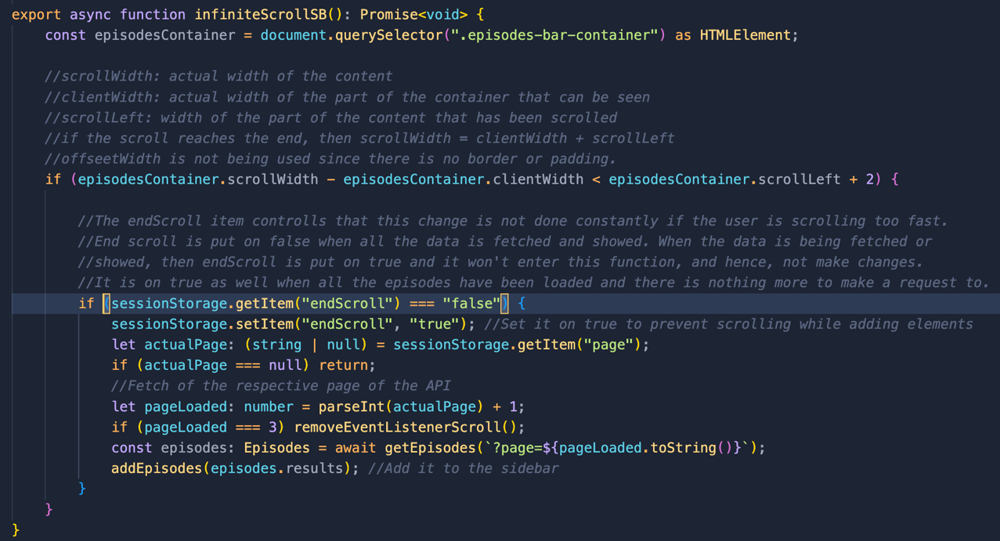 export async function infiniteScrollSB(): Promise<void> {
    const episodesContainer = document.querySelector(".episodes-bar-container") as HTMLElement;

    //scrollWidth: actual width of the content
    //clientWidth: actual width of the part of the container that can be seen
    //scrollLeft: width of the part of the content that has been scrolled
    //if the scroll reaches the end, then scrollWidth = clientWidth + scrollLeft
    //offseetWidth is not being used since there is no border or padding.
    if (episodesContainer.scrollWidth - episodesContainer.clientWidth < episodesContainer.scrollLeft + 2) {

        //The endScroll item controlls that this change is not done constantly if the user is scrolling too fast.
        //End scroll is put on false when all the data is fetched and showed. When the data is being fetched or
        //showed, then endScroll is put on true and it won't enter this function, and hence, not make changes.
        //It is on true as well when all the episodes have been loaded and there is nothing more to make a request to.
        if (sessionStorage.getItem("endScroll") === "false") {
            sessionStorage.setItem("endScroll", "true"); //Set it on true to prevent scrolling while adding elements
            let actualPage: (string | null) = sessionStorage.getItem("page");
            if (actualPage === null) return;
            //Fetch of the respective page of the API
            let pageLoaded: number = parseInt(actualPage) + 1;
            if (pageLoaded === 3) removeEventListenerScroll();
            const episodes: Episodes = await getEpisodes(`?page=${pageLoaded.toString()}`);
            addEpisodes(episodes.results); //Add it to the sidebar
        }
    }
}